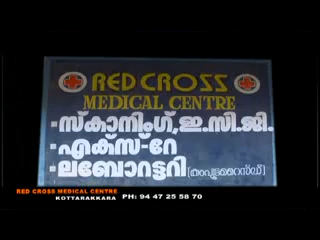 RED CROSS
MEDICAL CENTRE
▪സ്കാനിംഗ്, ഇ.സി.ജി.
▪എക്സ്-റേ
▪ലബോറട്ടറി (കംപ്യൂട്ടറൈസ്ഡ്)
RED CROSS MEDICAL CENTRE
KOTTARAKKARA PH: 94 47 25 58 70